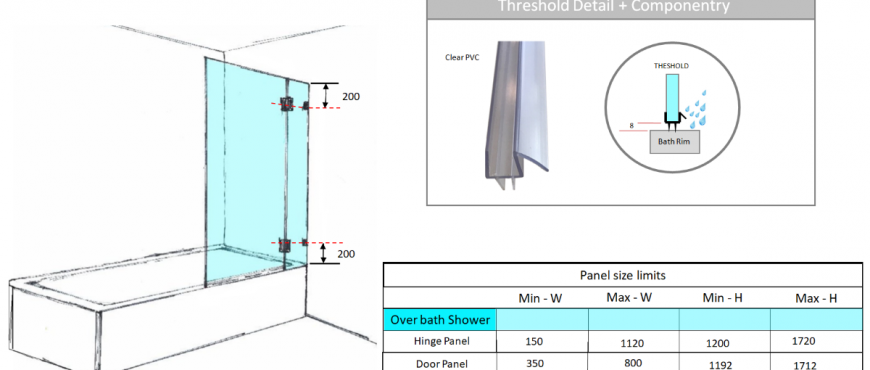 Threshold Detail + Componentry
Clear PVC
THESHOLD
8
Bath Rim
200
200
Panel size limits
Min - W Max - W Min - H Max - H
Over bath Shower
Hinge Panel 150 1120 1200 1720
Door Panel 350 800 1192 1712